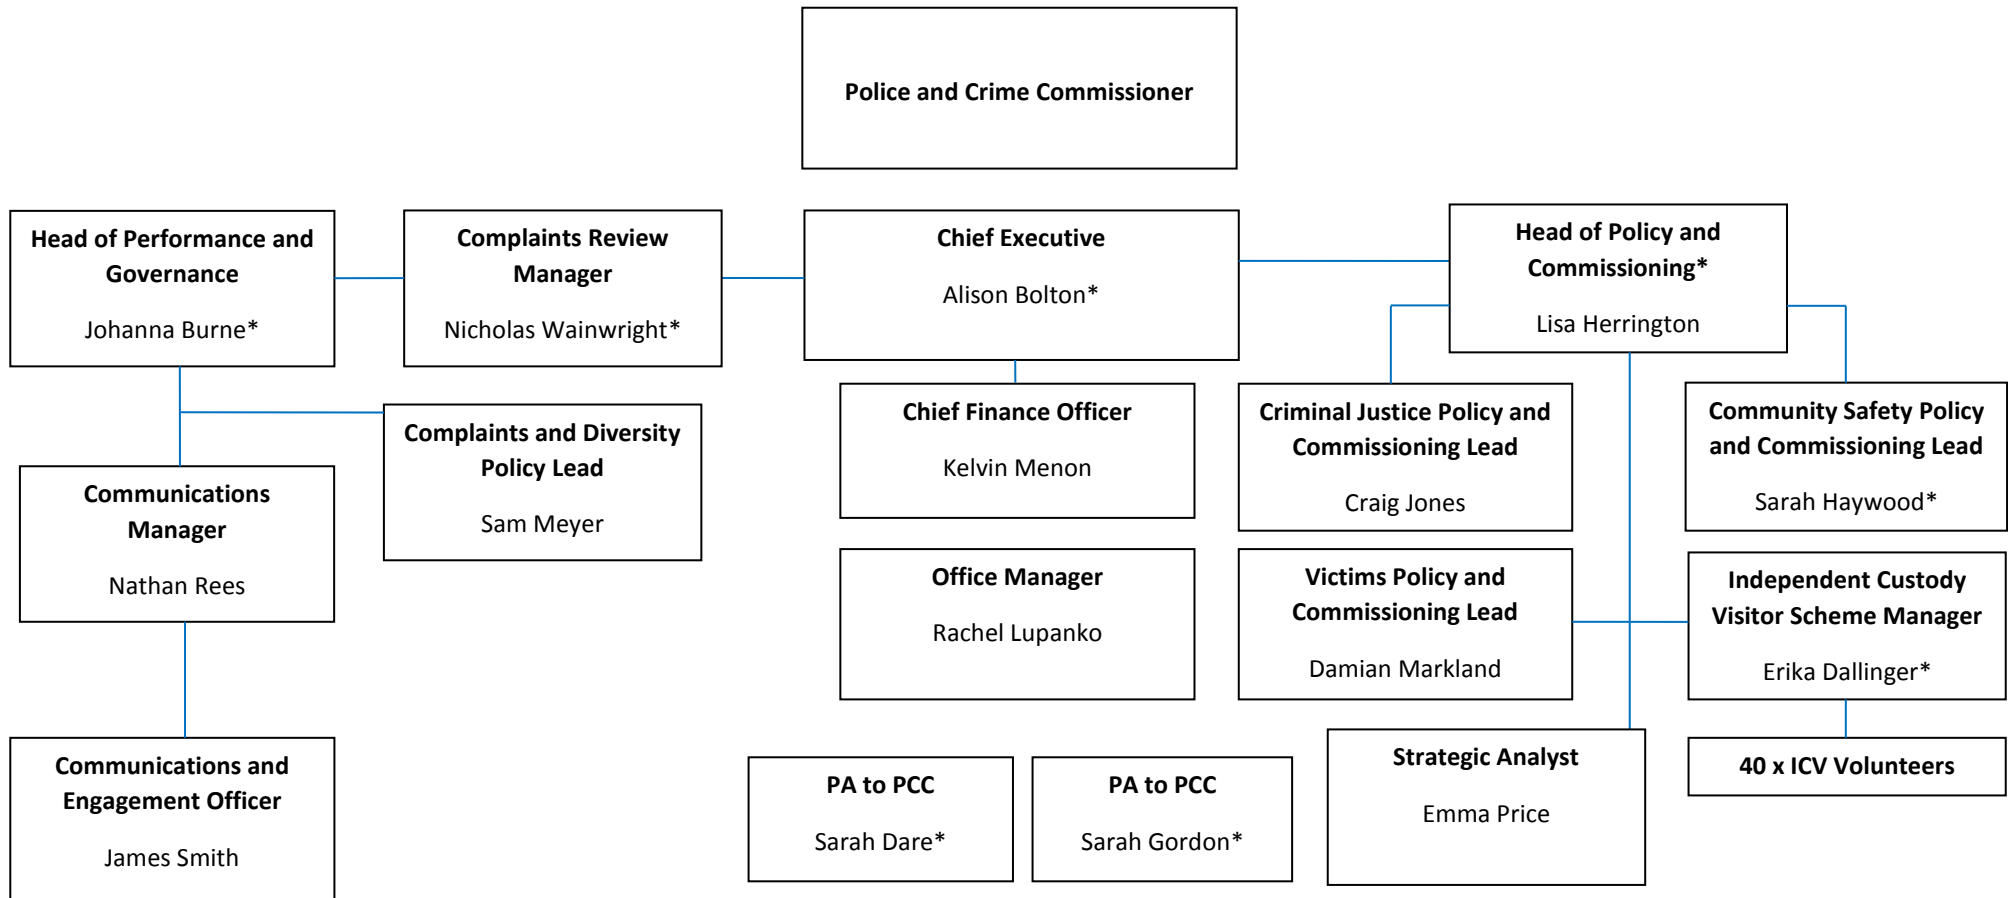 Police and Crime Commissioner
Head of Performance and
Governance
Johanna Burne*
Complaints Review
Manager
Nicholas Wainwright*
Chief Executive
Alison Bolton*
Head of Policy and
Commissioning*
Lisa Herrington
Complaints and Diversity
Policy Lead
Sam Meyer
Chief Finance Officer
Kelvin Menon
Criminal Justice Policy and
Commissioning Lead
Craig Jones
Community Safety Policy
and Commissioning Lead
Sarah Haywood*
Communications
Manager
Nathan Rees
Office Manager
Rachel Lupanko
Victims Policy and
Commissioning Lead
Damian Markland
Independent Custody
Visitor Scheme Manager
Erika Dallinger*
Communications and
Engagement Officer
James Smith
PA to PCC
Sarah Dare*
PA to PCC
Sarah Gordon*
Strategic Analyst
Emma Price
40 x ICV Volunteers